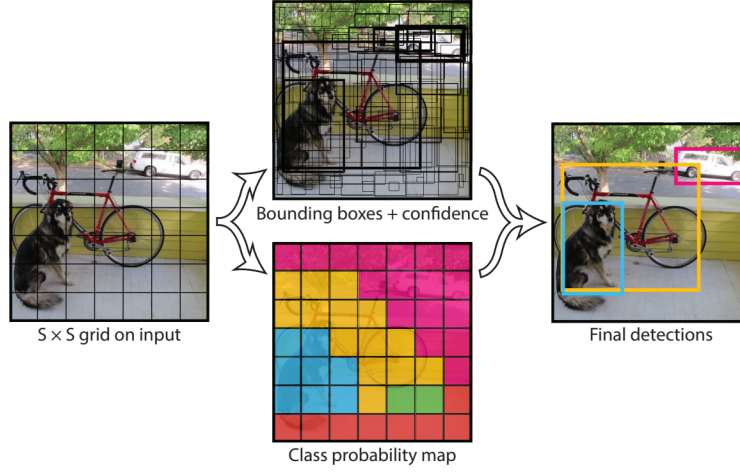 Bounding boxes + confidence
S × S grid on input
Final detections
Class probability map